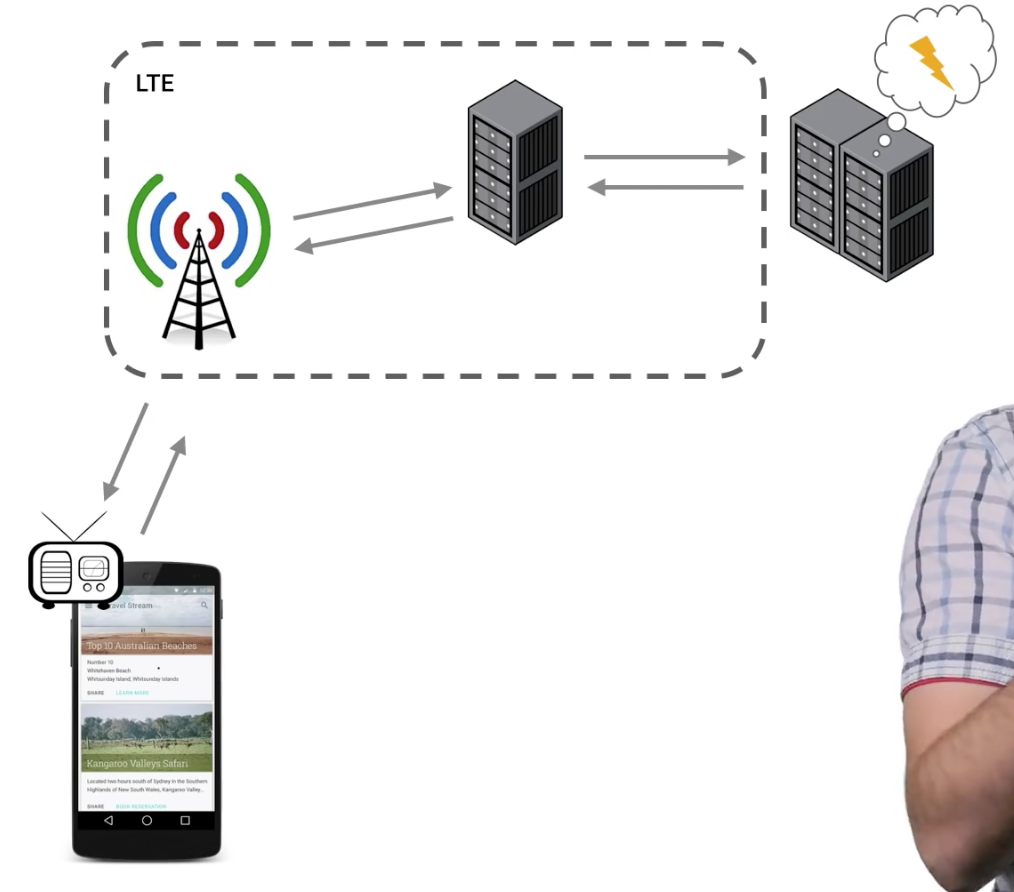 LTE
Travel Stream
Top 10 Australian Beaches
Number 10
Whitehaven Beach
Whitsunday Island, Whitsunday Islands
SHARE LEARN MORE
Kangaroo Valleys Safari
Located two hours south of Sydney in the Southern
Highlands of New South Wales, Kangaroo Valley...
SHARE BOOK RESERVATION